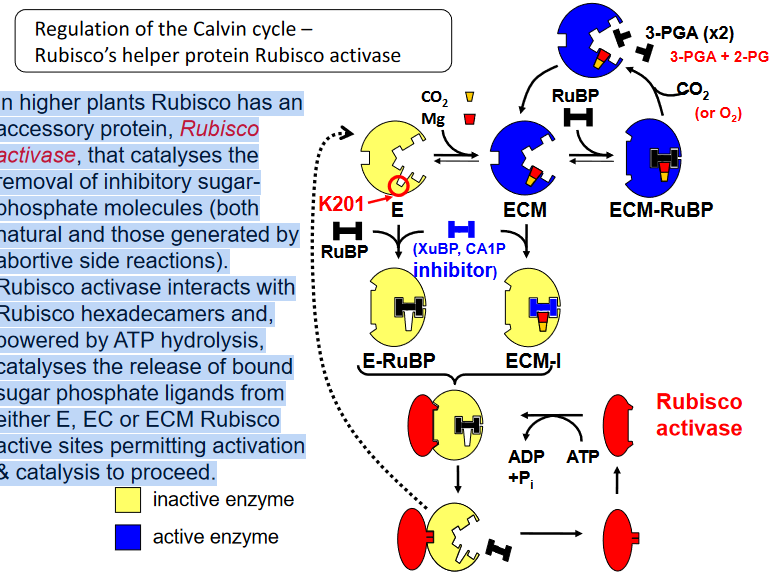 Regulation of the Calvin cycle –
Rubisco's helper protein Rubisco activase
In higher plants Rubisco has an
accessory protein, Rubisco
activase, that catalyses the
removal of inhibitory sugar-
phosphate molecules (both
natural and those generated by
abortive side reactions).
Rubisco activase interacts with
Rubisco hexadecamers and,
powered by ATP hydrolysis,
catalyses the release of bound
sugar phosphate ligands from
either E, EC or ECM Rubisco
active sites permitting activation
& catalysis to proceed.
inactive enzyme
active enzyme
3-PGA (x2)
3-PGA + 2-PG
CO2
(or O2)
RuBP
CO2
Mg
K201
E
ECM
ECM-RuBP
RuBP
(XuBP, CA1P
inhibitor)
E-RuBP
ECM-I
Rubisco
activase
ADP
+Pi
ATP